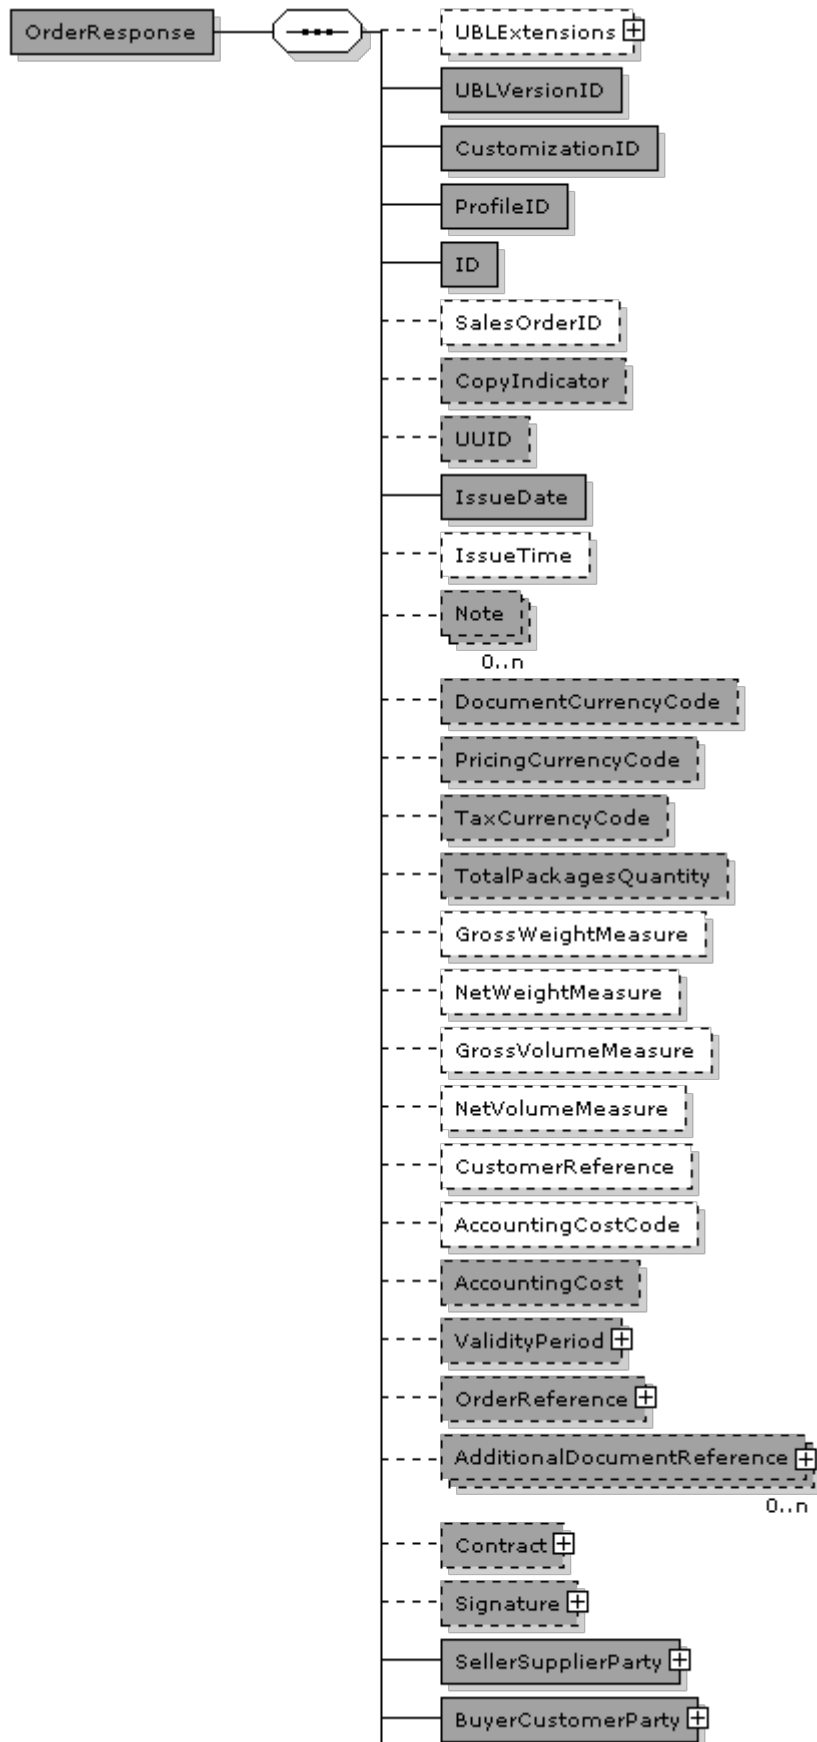 OrderResponse
UBLExtensions
UBLVersionID
CustomizationID
ProfileID
ID
SalesOrderID
CopyIndicator
UUID
IssueDate
IssueTime
Note
0..n
DocumentCurrencyCode
PricingCurrencyCode
TaxCurrencyCode
TotalPackagesQuantity
GrossWeightMeasure
NetWeightMeasure
GrossVolumeMeasure
NetVolumeMeasure
CustomerReference
AccountingCostCode
AccountingCost
ValidityPeriod
OrderReference
AdditionalDocumentReference
0..n
Contract
Signature
SellerSupplierParty
BuyerCustomerParty